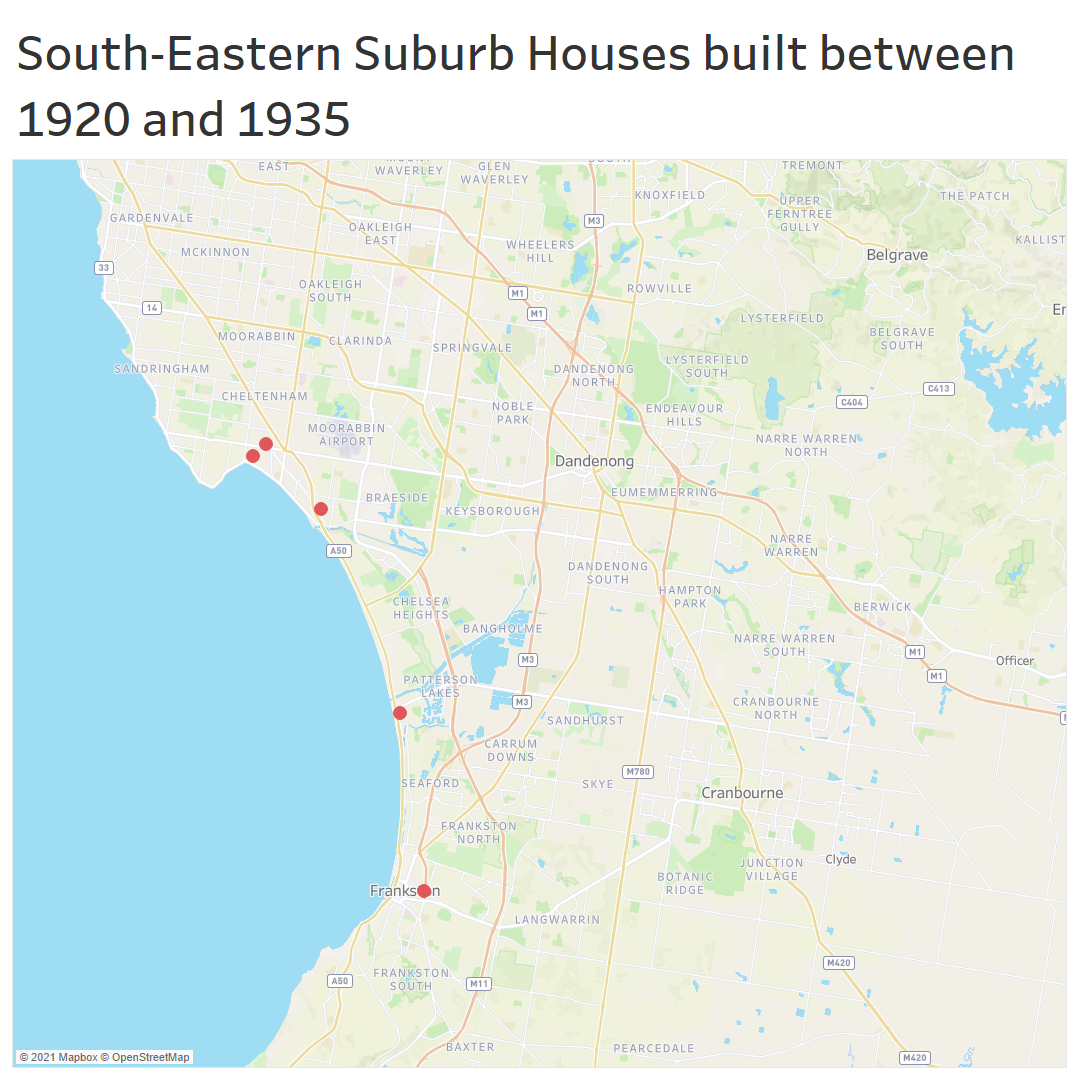 South-Eastern Suburb Houses built between
1920 and 1935
EAST
MOUNT
WAVERLEY
GLEN
WAVERLEY
SOUTH
TREMONT
KNOXFIELD
THE PATCH
UPPER
FERNTREE
GULLY
GARDENVALE
M3
OAKLEIGH
EAST
KALLIST
MCKINNON
WHEELERS
HILL
Belgrave
33
OAKLEIGH
SOUTH
M1
ROWVILLE
14
M1
Er
LYSTERFIELD
MOORABBIN
CLARINDA
SPRINGVALE
BELGRAVE
SOUTH
SANDRINGHAM
DANDENONG
NORTH
LYSTERFIELD
SOUTH
CHELTENHAM
C413
C404
NOBLE
PARK
ENDEAVOUR
HILLS
MOORABBIN
AIRPORT
NARRE WARREN
NORTH
Dandenong
BRAESIDE
EUMEMMERRING
KEYSBOROUGH
A50
NARRE
WARREN
DANDENONG
SOUTH
CHELSEA
HEIGHTS
HAMPTON
PARK
BERWICK
BANGHOLME
NARRE WARREN
SOUTH
M1
M3
Officer
M1
PATTERSON
LAKES
M3
CRANBOURNE
NORTH
SANDHURST
CARRUM
DOWNS
M780
SEAFORD
SKYE
Cranbourne
FRANKSTON
NORTH
JUNCTION
VILLAGE
Clyde
BOTANIC
RIDGE
Frankston
LANGWARRIN
M420
FRANKSTON
SOUTH
A50
M11
BAXTER
PEARCEDALE
M420
© 2021 Mapbox © OpenStreetMap